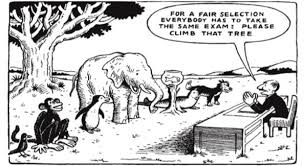 FOR A FAIR SELECTION
EVERYBODY HAS TO TAKE
THE SAME EXAM: PLEASE
CLIMB THAT TREE